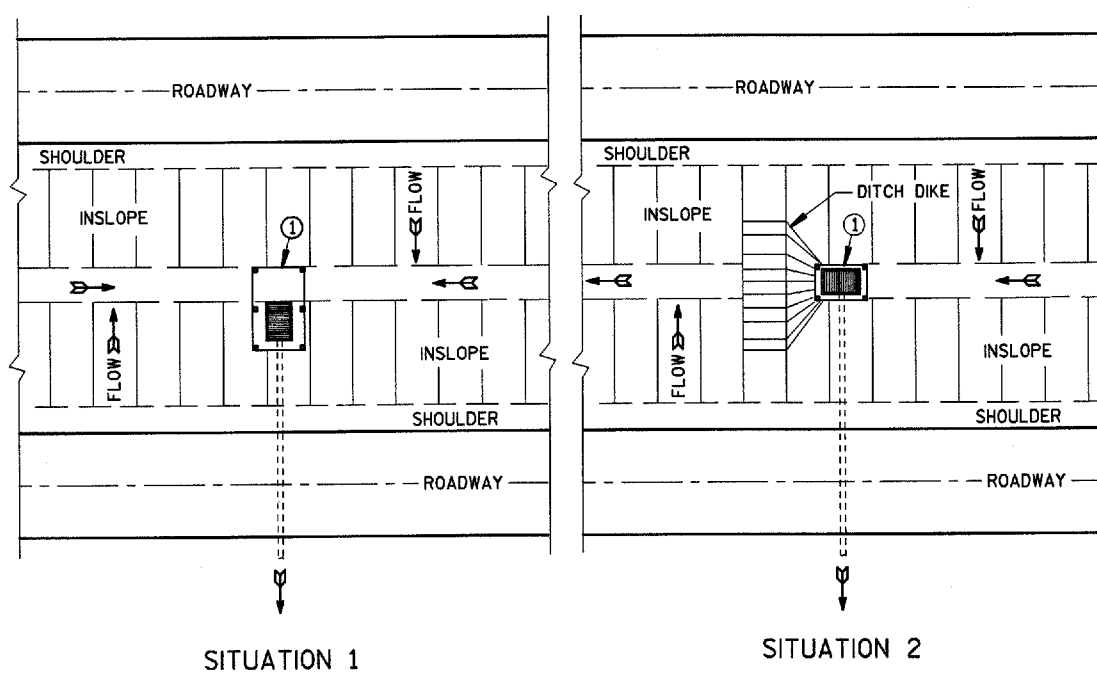 ROADWAY
SHOULDER
INSLOPE
FLOW
1
FLOW
INSLOPE
SHOULDER
ROADWAY
SITUATION 1
ROADWAY
SHOULDER
DITCH DIKE
INSLOPE
FLOW
1
FLOW
INSLOPE
SHOULDER
ROADWAY
SITUATION 2